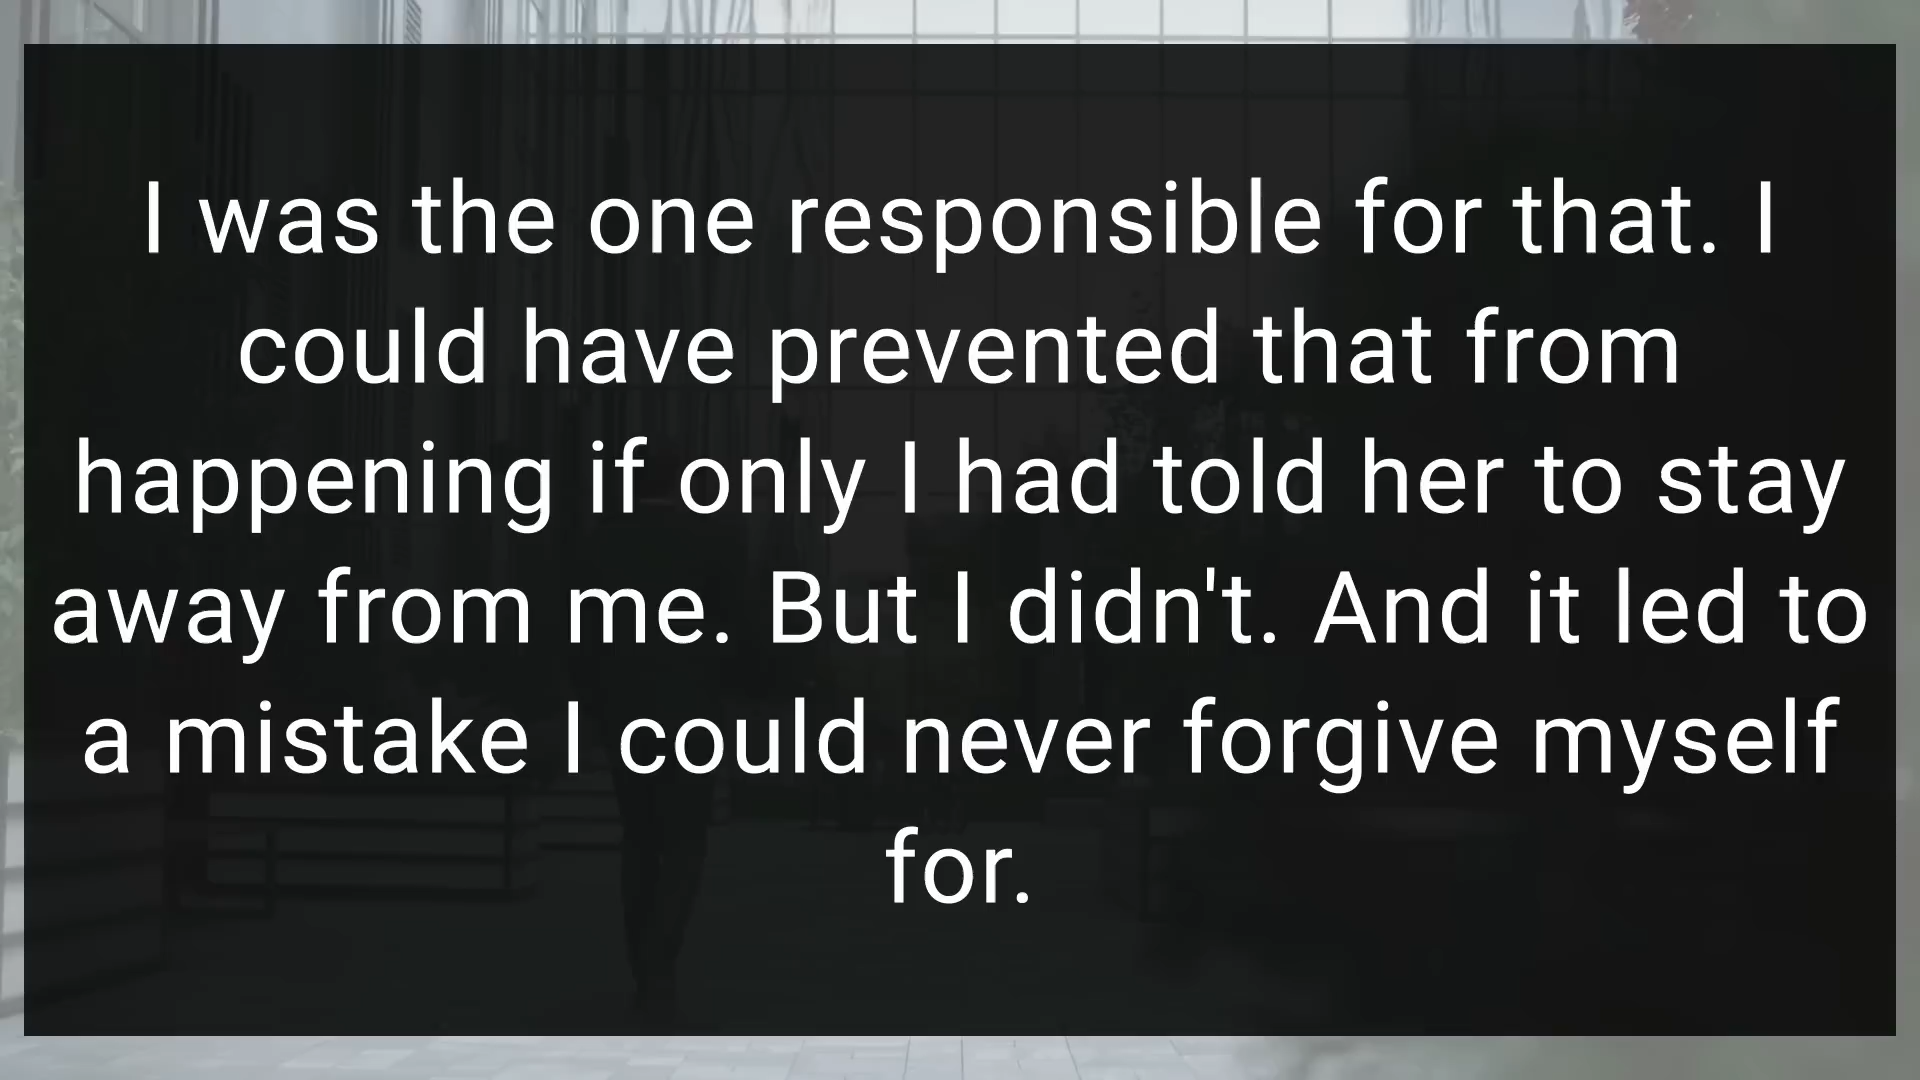 I was the one responsible for that. I
could have prevented that from
happening if only I had told her to stay
away from me. But I didn't. And it led to
a mistake I could never forgive myself
for.